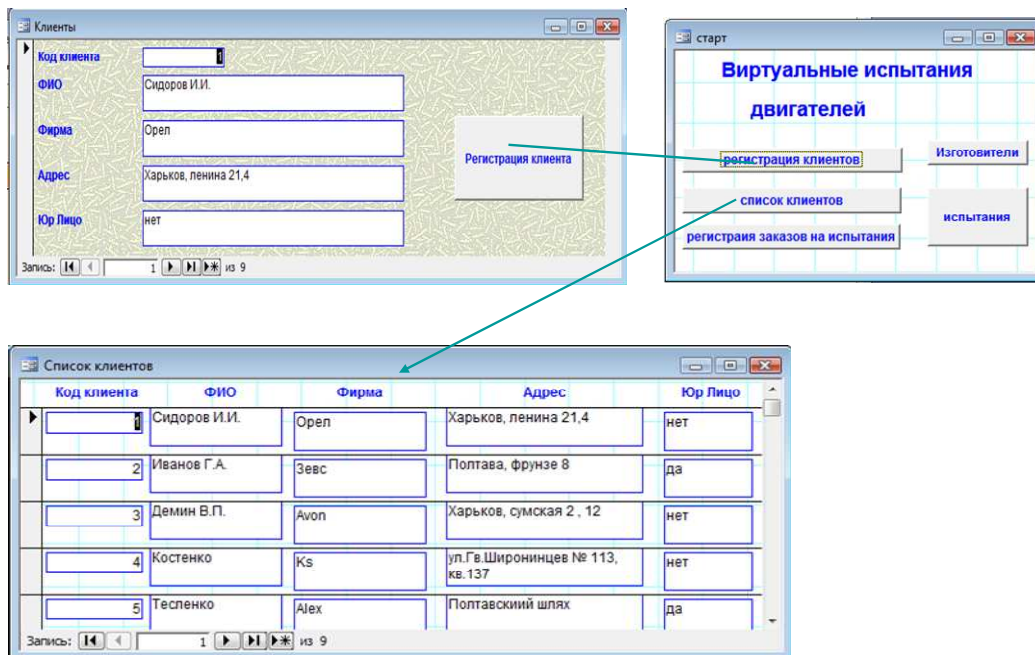 Клиенты
Код клиента 1
ФИО Сидоров И.И.
Фирма Орел
Адрес Харьков, ленина 21,4
Юр Лицо нет
Регистрация клиента
Запись: 1 из 9
старт
Виртуальные испытания
двигателей
регистрация клиентов
Изготовители
список клиентов
испытания
регистраия заказов на испытания
Список клиентов
Код клиента ФИО Фирма Адрес Юр Лицо
1 Сидоров И.И. Орел Харьков, ленина 21,4 нет
2 Иванов Г.А. Зевс Полтава, фрунзе 8 да
3 Демин В.П. Avon Харьков, сумская 2 , 12 нет
4 Костенко Ks ул.Гв.Широнинцев № 113, нет
кв.137
5 Тесленко Alex Полтавскиий шлях да
Запись: 1 из 9